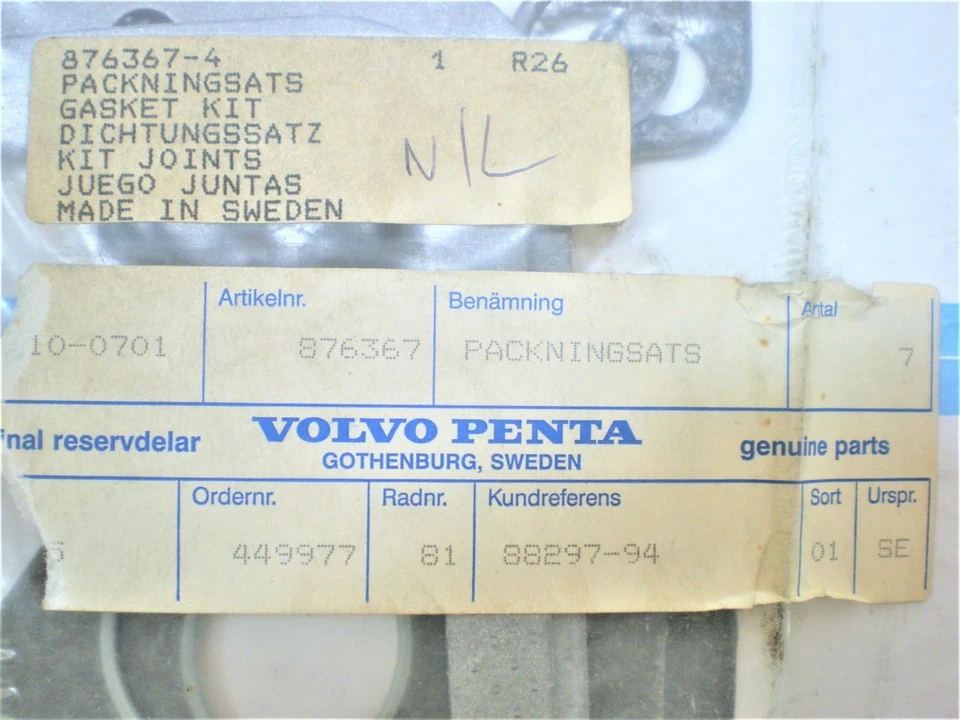 876367-4 1 R26
PACKNINGSATS
GASKET KIT
DICHTUNGSSATZ
KIT JOINTS
JUEGO JUNTAS
MADE IN SWEDEN
NIL
Artikelnr. Benämning Antal
10-0701 876367 PACKNINGSATS 7
inal reservdelar VOLVO PENTA genuine parts
GOTHENBURG, SWEDEN
Ordernr. Radnr. Kundreferens Sort Urspr.
449977 81 88297-94 01 SE